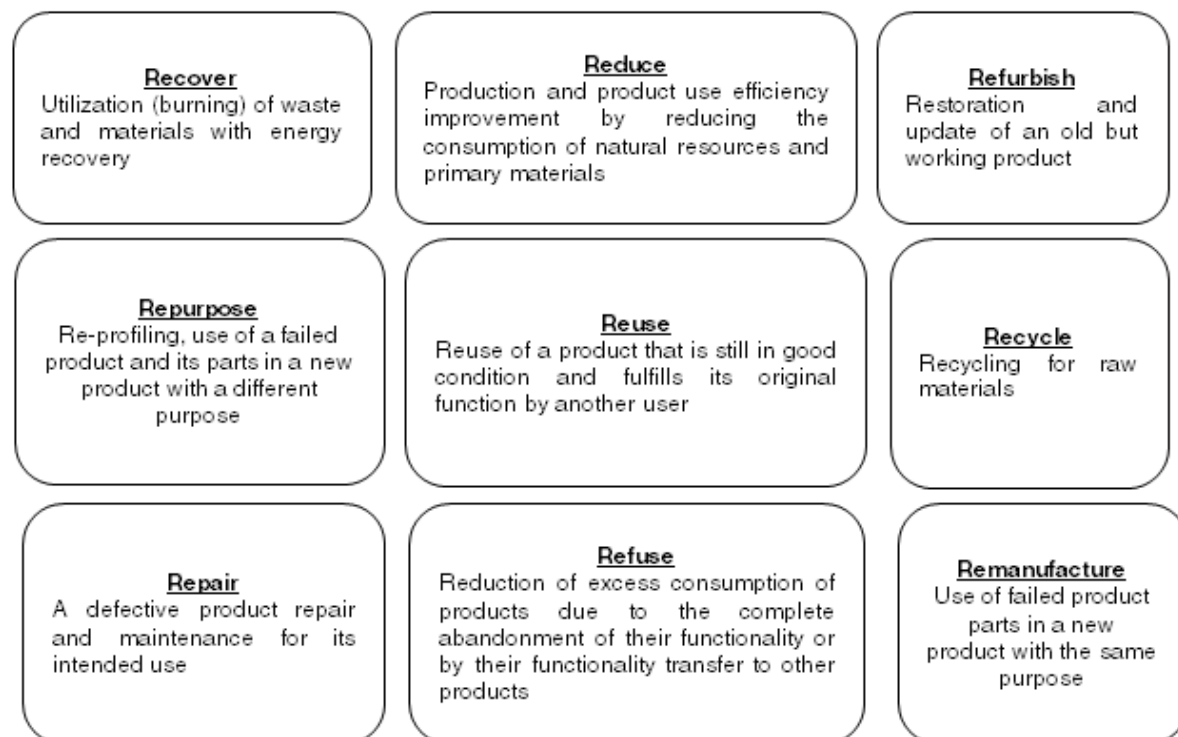 Recover
Utilization (burning) of waste
and materials with energy
recovery
Reduce
Production and product use efficiency
improvement by reducing the
consumption of natural resources and
primary materials
Refurbish
Restoration and
update of an old but
working product
Repurpose
Re-profiling, use of a failed
product and its parts in a new
product with a different
purpose
Reuse
Reuse of a product that is still in good
condition and fulfills its original
function by another user
Recycle
Recycling for raw
materials
Repair
A defective product repair
and maintenance for its
intended use
Refuse
Reduction of excess consumption of
products due to the complete
abandonment of their functionality or
by their functionality transfer to other
products
Remanufacture
Use of failed product
parts in a new
product with the same
purpose